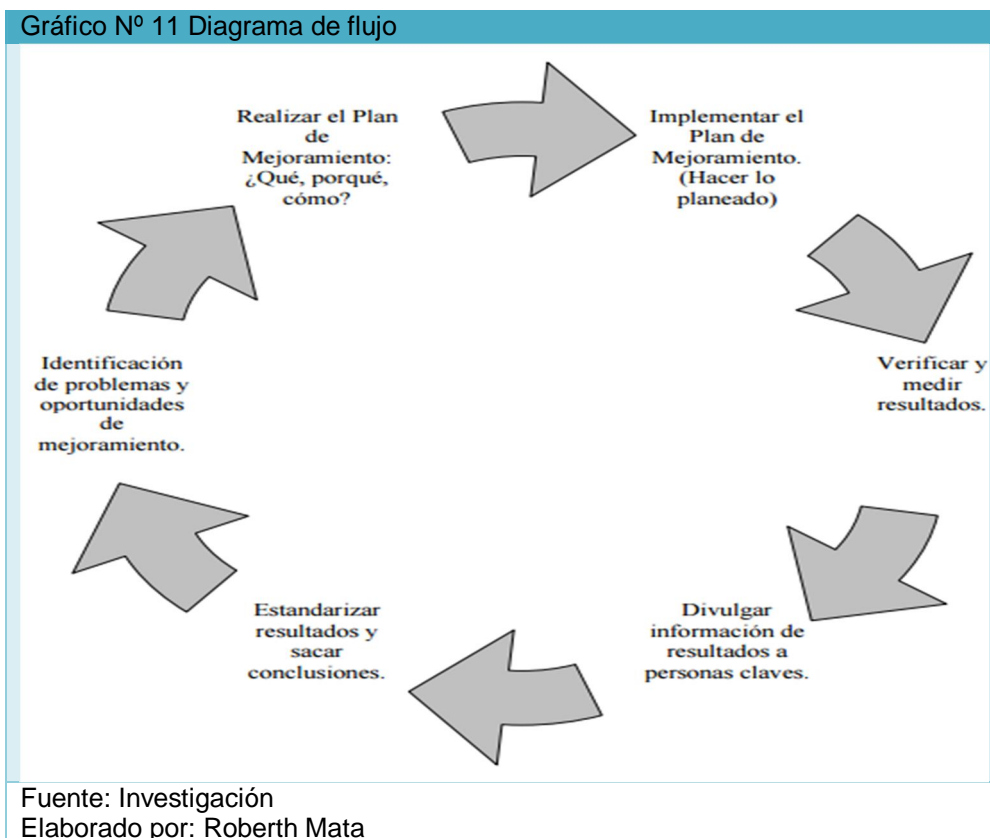 Gráfico Nº 11 Diagrama de flujo
Realizar el Plan
de
Mejoramiento:
¿Qué, porqué,
cómo?
Implementar el
Plan de
Mejoramiento.
(Hacer lo
planeado)
Verificar y
medir
resultados.
Divulgar
información de
resultados a
personas claves.
Estandarizar
resultados y
sacar
conclusiones.
Identificación
de problemas y
oportunidades
de
mejoramiento.
Fuente: Investigación
Elaborado por: Roberth Mata